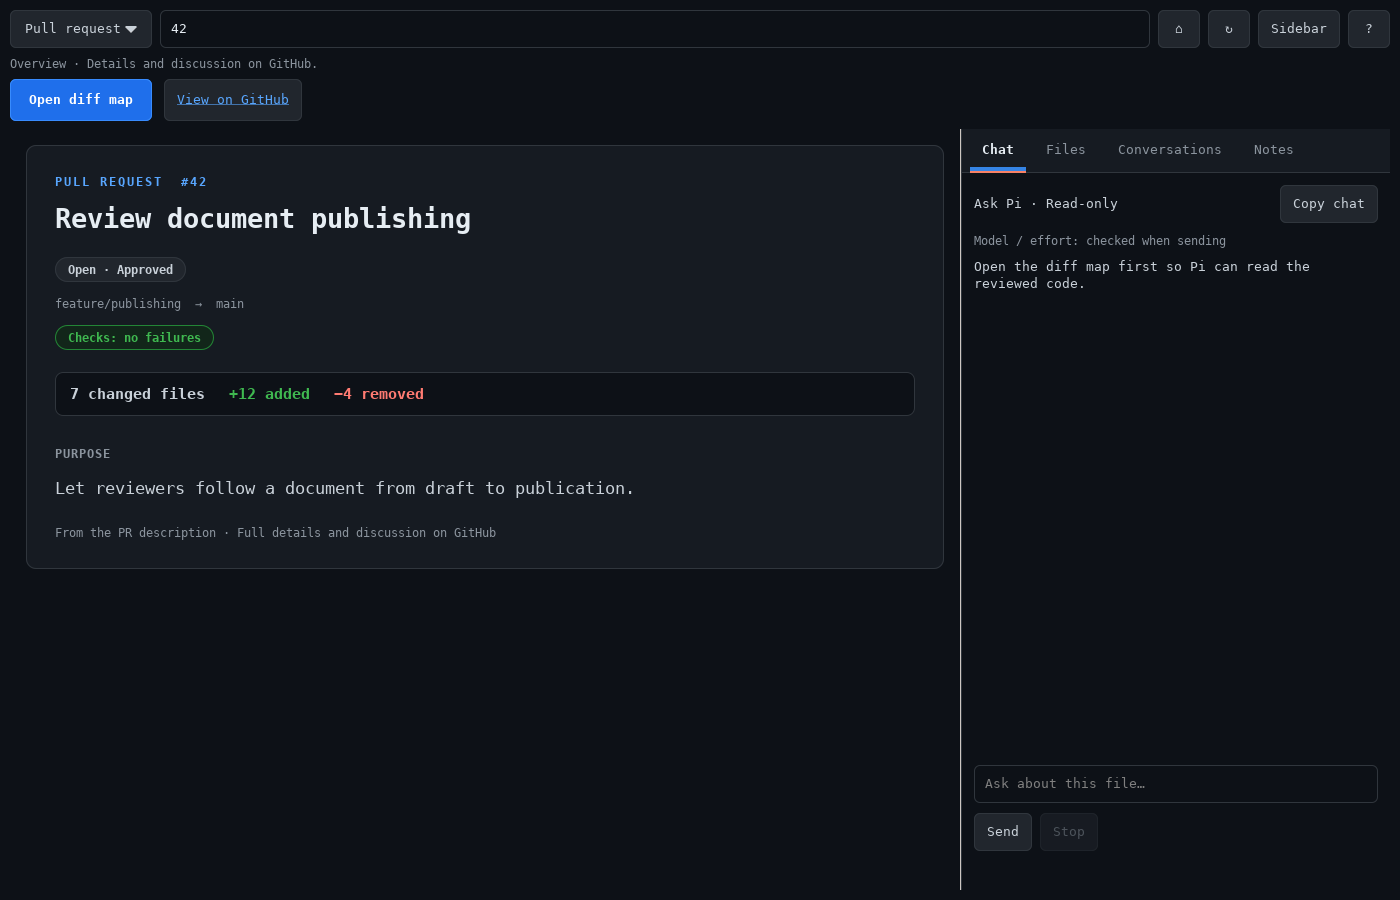 Pull request
42
⌂
↻
Sidebar
?
Overview · Details and discussion on GitHub.
Open diff map
View on GitHub
PULL REQUEST #42
Review document publishing
Open · Approved
feature/publishing → main
Checks: no failures
7 changed files +12 added −4 removed
PURPOSE
Let reviewers follow a document from draft to publication.
From the PR description · Full details and discussion on GitHub
Chat Files Conversations Notes
Ask Pi · Read-only
Copy chat
Model / effort: checked when sending
Open the diff map first so Pi can read the
reviewed code.
Ask about this file…
Send
Stop